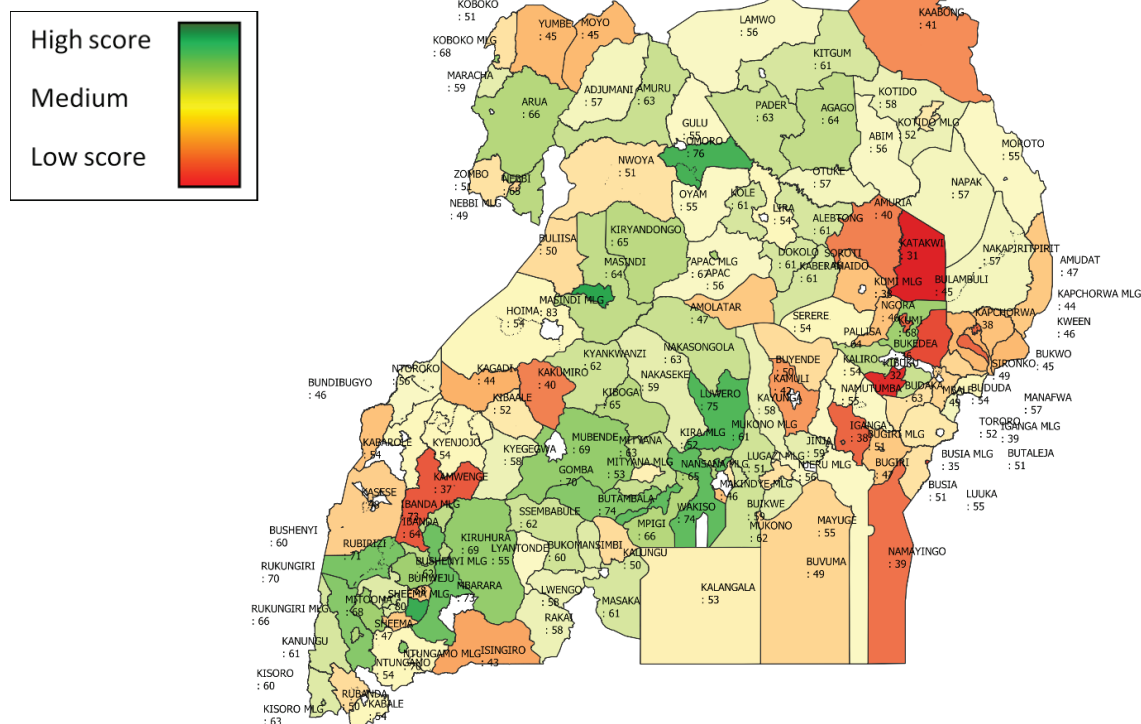 High score
Medium
Low score
KOBOKO
: 51
KOBOKO MLG
: 68
YUMBE
: 45
MOYO
: 45
LAMWO
: 56
KAABONG
: 41
KITGUM
: 61
MARACHA
: 59
ARUA
: 66
ADJUMANI
: 57
AMURU
: 63
PADER
: 63
AGAGO
: 64
KOTIDO
: 58
KOTIDO MLG
: 52
GULU
: 55
OMORO
: 76
ABIM
: 56
MOROTO
: 55
ZOMBO
: 51
NEBBI
NEBBI MLG
: 49
NWOYA
: 51
OYAM
: 55
KOLE
: 61
OTUKE
: 57
NAPAK
: 57
LIRA
: 54
ALEBTONG
: 61
AMURIA
: 40
BULIISA
: 50
KIRYANDONGO
: 65
MASINDI
: 64
APAC MLG
: 67
APAC
: 56
DOKOLO
: 61
: 61
SOROTI
KATAKWI
: 31
NAKAPIRIPIRIT
: 57
AMUDAT
: 47
KUMI MLG
BULAMBULI
: 45
KAPCHORWA MLG
: 44
MASINDI MLG
: 83
HOIMA
: 54
AMOLATAR
: 47
SERERE
: 54
NGORA
KUMI
: 68
KAPCHORWA
: 38
KWEEN
: 46
PALLISA
: 64
BUKEDEA
BUKWO
: 45
SIRONKO
: 49
NTOROKO
: 56
BUNDIBUGYO
: 46
KAGADI
: 44
KAKUMIRO
: 40
KYANKWANZI
: 62
NAKASONGOLA
: 63
NAKASEKE
: 59
BUYENDE
: 50
KAMULI
KALIRO
: 54
: 32
BUDAKA
: 63
NAMUTUMBA
: 55
BUDUDA
: 54
MANAFWA
: 57
KIBAALE
: 52
KIBOGA
: 65
LUWERO
: 75
KAYUNGA
: 58
TORORO
: 52
IGANGA MLG
: 39
KABAROLE
: 54
KYENJOJO
: 54
KYEGEGWA
: 58
MUBENDE
: 69
MITYANA
: 63
MITYANA MLG
: 53
KIRA MLG
: 52
MUKONO MLG
: 61
IGANGA
: 38
BUGIRI MLG
: 51
BUSIA MLG
: 35
BUTALEJA
: 51
JINJA
: 59
LUGAZI MLG
: 51
NJERU MLG
: 56
BUGIRI
: 47
BUSIA
: 51
LUUKA
: 55
KAMWENGE
: 37
GOMBA
: 70
NANSANA MLG
: 65
MAKINDYE MLG
: 46
KASESE
IBANDA MLG
: 73
IBANDA
: 64
BUTAMBALA
: 74
WAKISO
: 74
BUIKWE
: 59
MUKONO
: 62
MAYUGE
: 55
BUSHENYI
: 60
RUBIRIZI
: 71
KIRUHURA
: 69
SSEMBABULE
: 62
MPIGI
: 66
LYANTONDE
: 55
BUKOMANSIMBI
: 60
KALUNGU
: 50
NAMAYINGO
: 39
RUKUNGIRI
: 70
BUSHENYI MLG
: 62
BUHWEJU
BUVUMA
: 49
MITOOMA
: 68
SHEEMA MLG
: 80
MBARARA
: 73
LWENGO
: 58
MASAKA
: 61
KALANGALA
: 53
RUKUNGIRI MLG
: 66
SHEEMA
: 47
RAKAI
: 58
KANUNGU
: 61
NTUNGAMO MLG
NTUNGAMO
: 54
ISINGIRO
: 43
KISORO
: 60
RUBANDA
: 50
KABALE
: 54
KISORO MLG
: 63